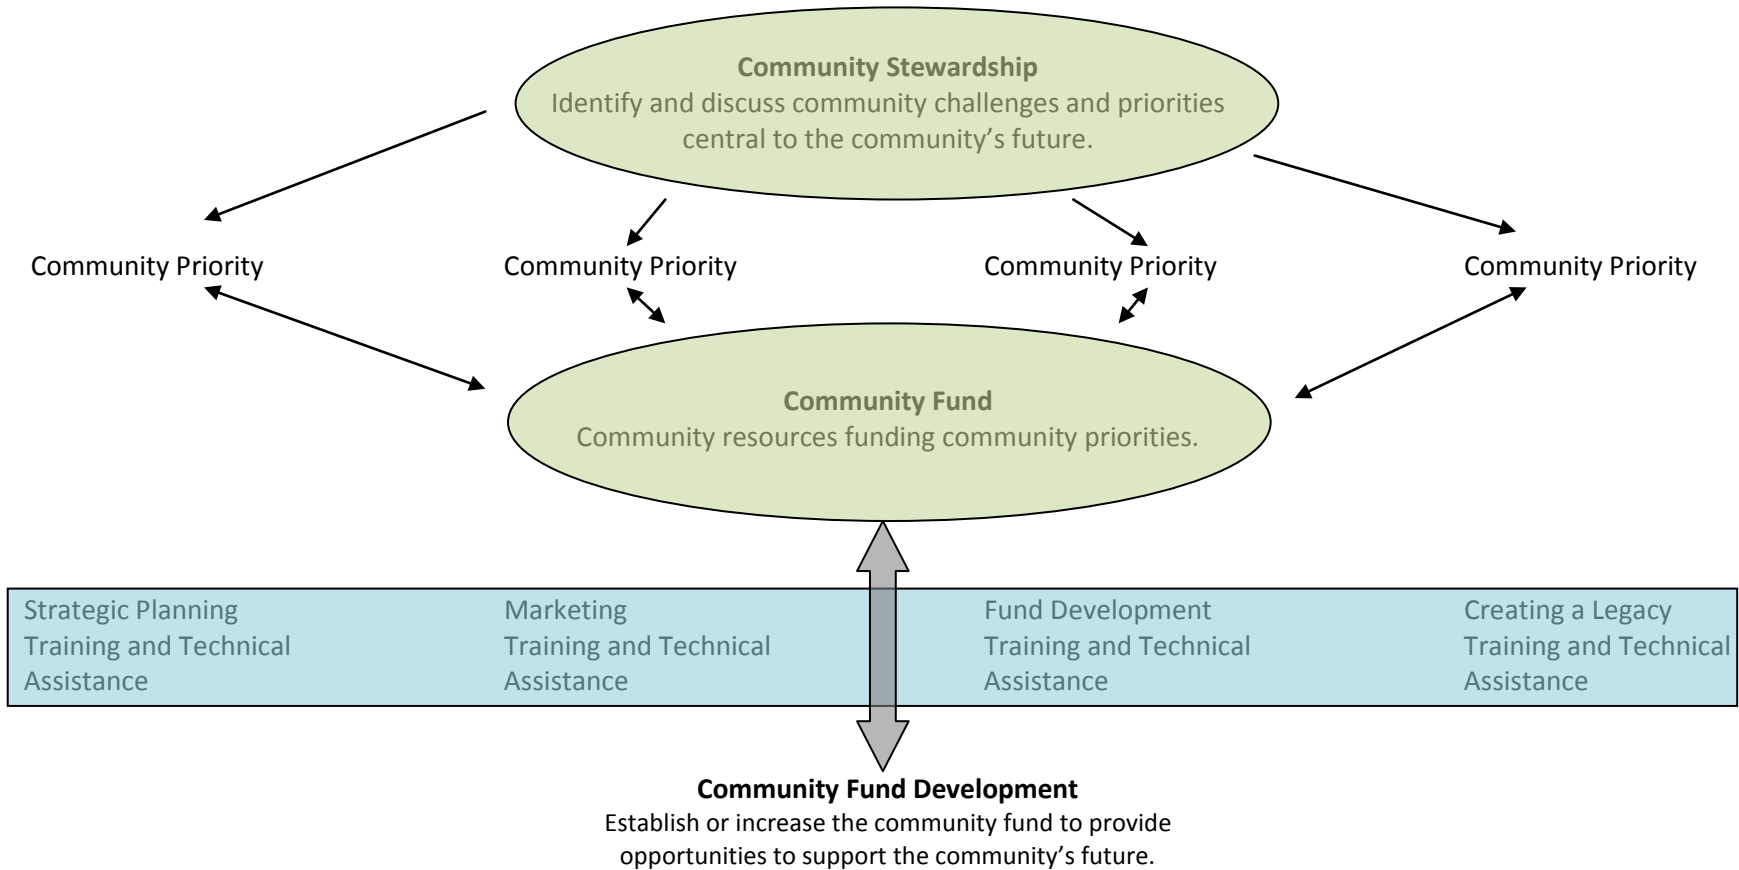 Community Stewardship
Identify and discuss community challenges and priorities
central to the community’s future.
Community Priority
Community Priority
Community Priority
Community Priority
Community Fund
Community resources funding community priorities.
Strategic Planning
Training and Technical
Assistance
Marketing
Training and Technical
Assistance
Fund Development
Training and Technical
Assistance
Creating a Legacy
Training and Technical
Assistance
Community Fund Development
Establish or increase the community fund to provide
opportunities to support the community’s future.